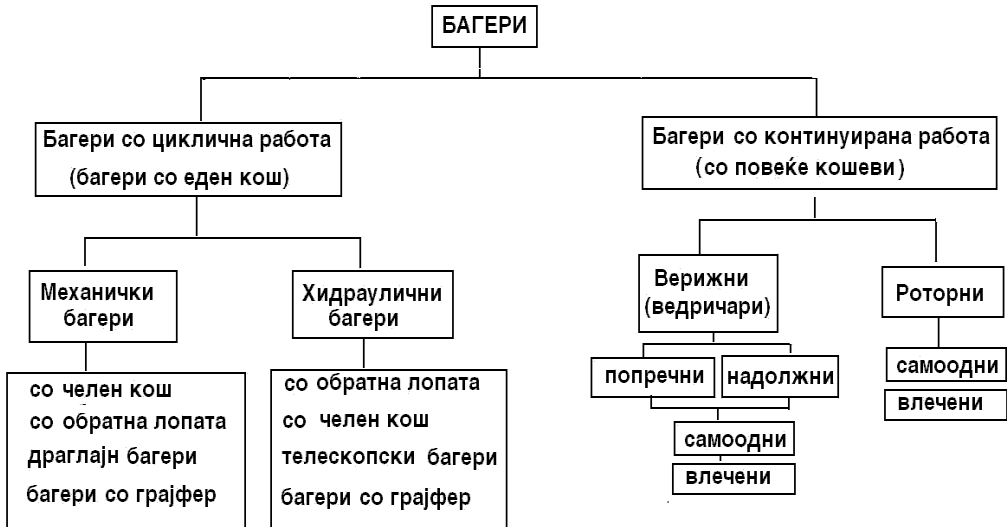 БАГЕРИ
Багери со циклична работа
(багери со еден кош)
Багери со континуирана работа
(со повеќе кошеви)
Механички
багери
Хидраулични
багери
Верижни
(ведричари)
Роторни
со челен кош
со обратна лопата
драглајн багери
багери со грајфер
со обратна лопата
со челен кош
телескопски багери
багери со грајфер
попречни
надолжни
самоодни
влечени
самоодни
влечени